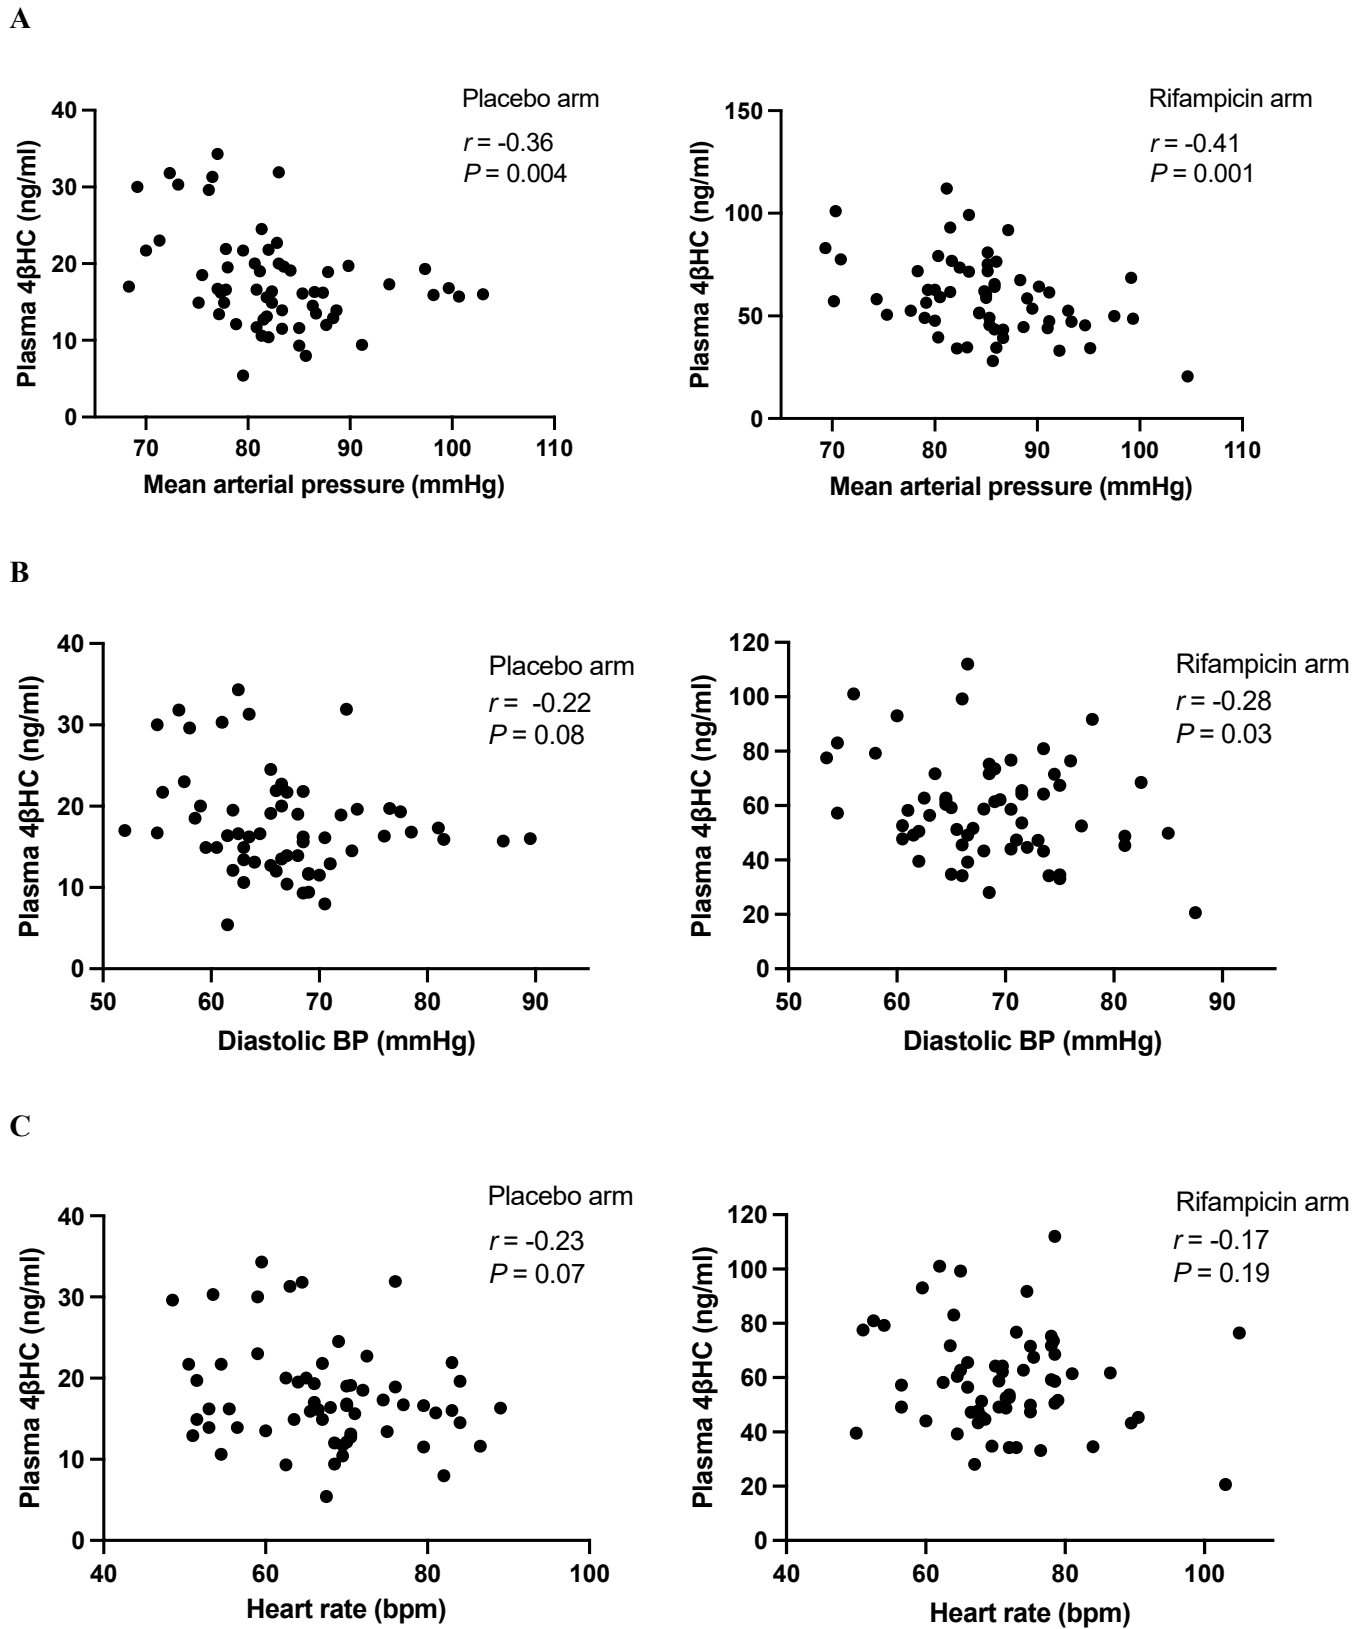 A
Placebo arm
r = -0.36
P = 0.004
Plasma 4βHC (ng/ml)
40
30
20
10
0
70 80 90 100 110
Mean arterial pressure (mmHg)
Rifampicin arm
r = -0.41
P = 0.001
Plasma 4βHC (ng/ml)
150
100
50
0
70 80 90 100 110
Mean arterial pressure (mmHg)
B
Placebo arm
r = -0.22
P = 0.08
Plasma 4βHC (ng/ml)
40
30
20
10
0
50 60 70 80 90
Diastolic BP (mmHg)
Rifampicin arm
r = -0.28
P = 0.03
Plasma 4βHC (ng/ml)
120
100
80
60
40
20
0
50 60 70 80 90
Diastolic BP (mmHg)
C
Placebo arm
r = -0.23
P = 0.07
Plasma 4βHC (ng/ml)
40
30
20
10
0
40 60 80 100
Heart rate (bpm)
Rifampicin arm
r = -0.17
P = 0.19
Plasma 4βHC (ng/ml)
120
100
80
60
40
20
0
40 60 80 100
Heart rate (bpm)